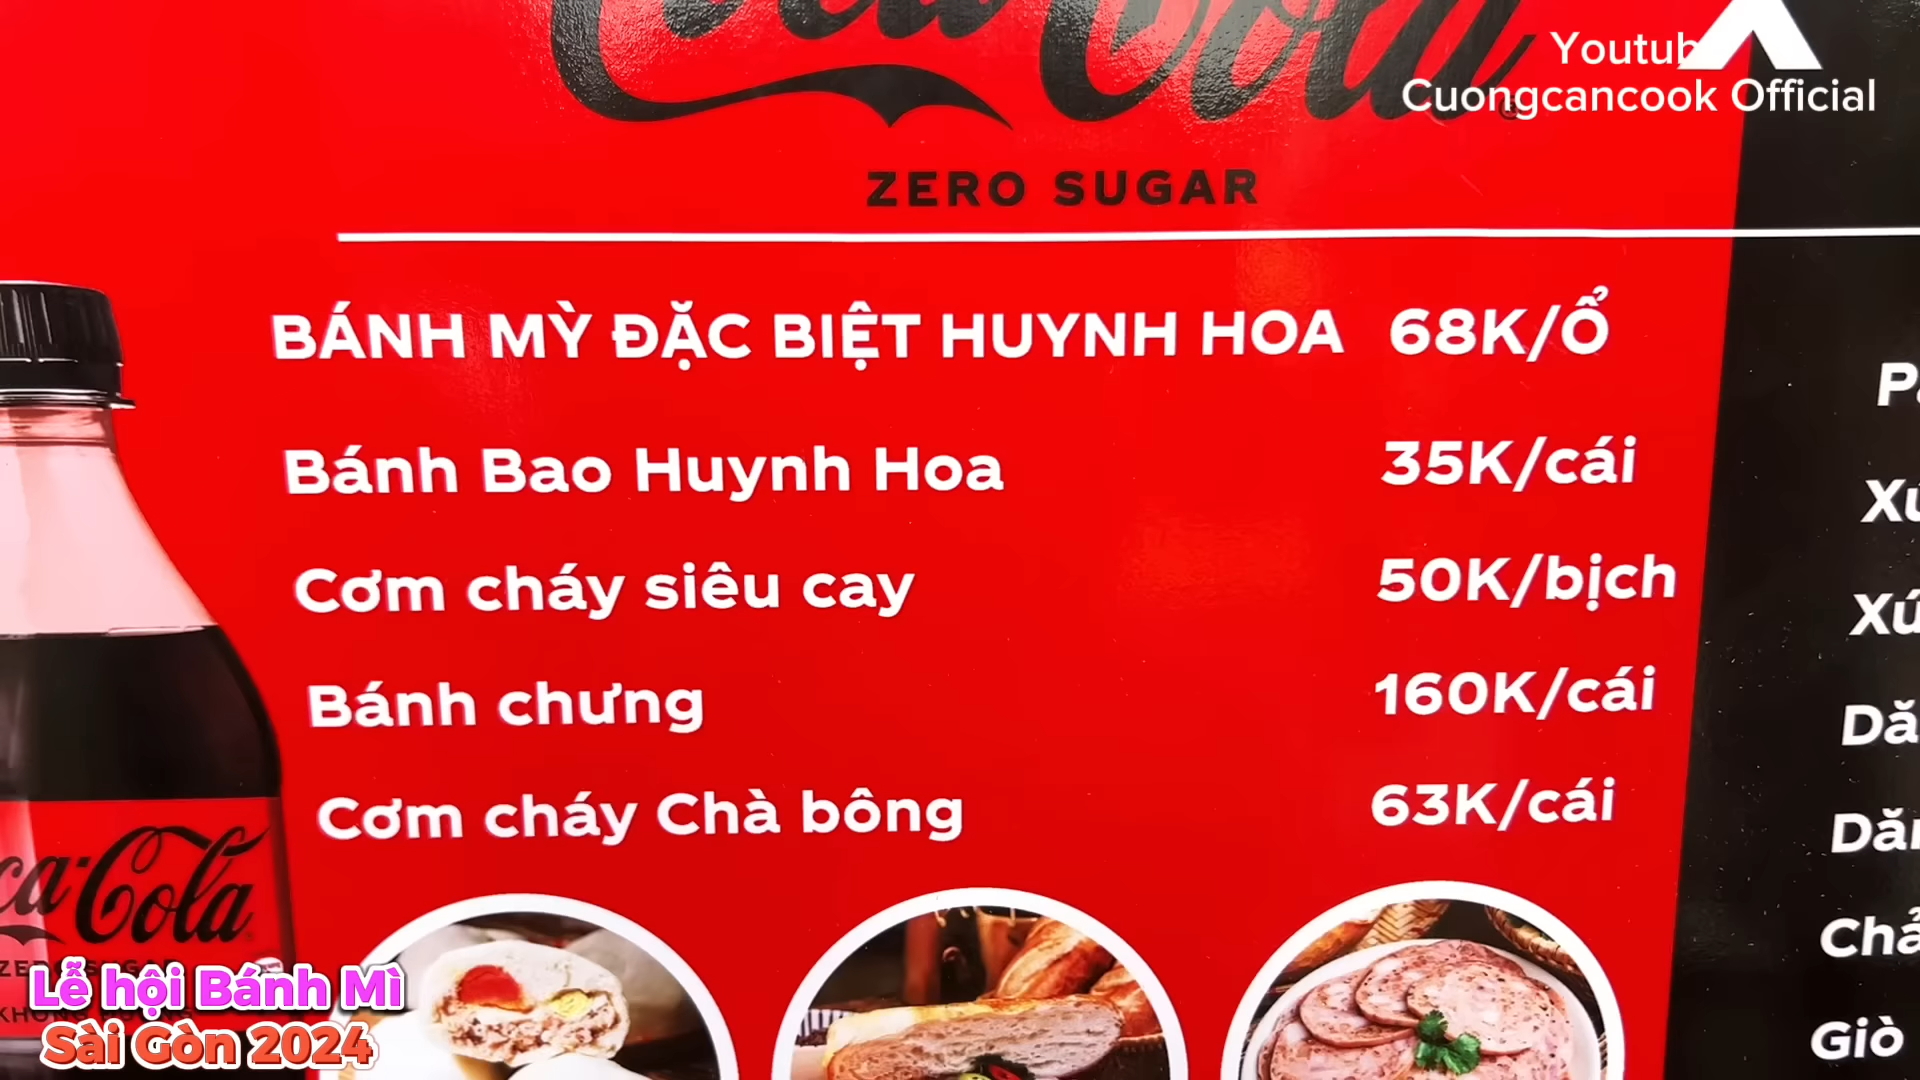 Coca-Cola
Cuongcancook Official
ZERO SUGAR
BÁNH MỲ ĐẶC BIỆT HUYNH HOA 68K/Ổ
Bánh Bao Huynh Hoa 35K/cái
Cơm cháy siêu cay 50K/bịch
Bánh chưng 160K/cái
Cơm cháy Chà bông 63K/cái
Giò
Lễ hội Bánh Mì
Sài Gòn 2024